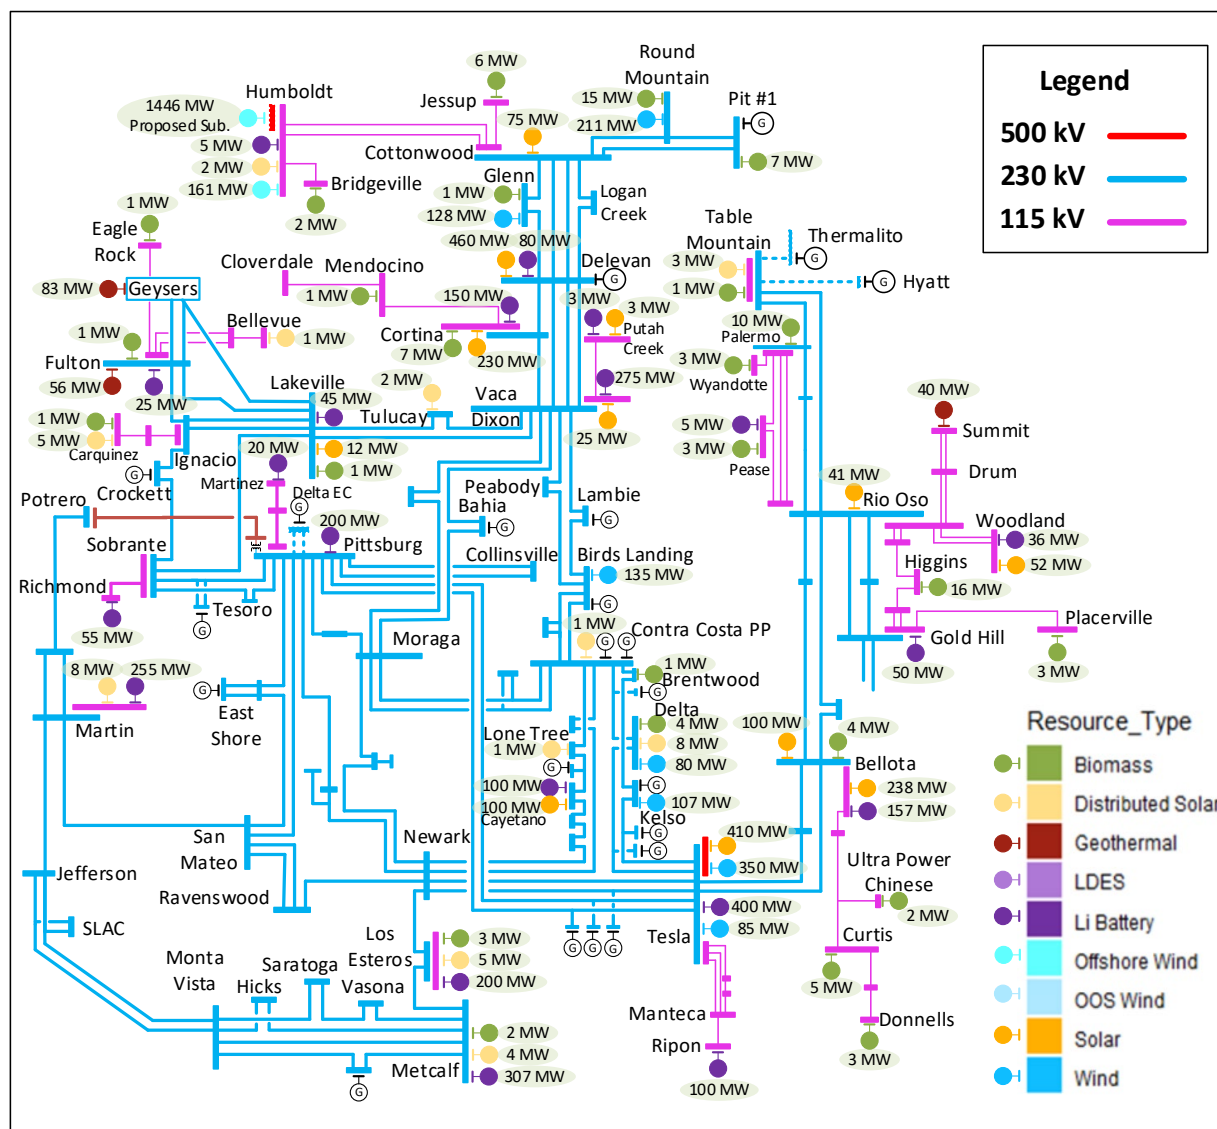 Legend
500 kV
230 kV
115 kV
Round
Mountain
6 MW
Jessup
Humboldt
1446 MW
Proposed Sub.
5 MW
2 MW
161 MW
Bridgeville
2 MW
75 MW
Cottonwood
15 MW
211 MW
Pit #1
G
7 MW
Glenn
1 MW
128 MW
Logan
Creek
460 MW
80 MW
Delevan
G
1 MW
Eagle
Rock
83 MW
Geysers
Cloverdale
Mendocino
1 MW
150 MW
Cortina
7 MW
230 MW
3 MW
3 MW
Putah
Creek
275 MW
25 MW
Table
Mountain
3 MW
1 MW
Thermalito
G
G
Hyatt
10 MW
Palermo
3 MW
Wyandotte
5 MW
3 MW
Pease
Bellevue
1 MW
1 MW
Fulton
56 MW
25 MW
Lakeville
45 MW
12 MW
1 MW
2 MW
Tulucay
Vaca
Dixon
1 MW
5 MW
Carquinez
Ignacio
G
Crockett
20 MW
Martinez
Delta EC
G
Potrero
Sobrante
Richmond
55 MW
Tesoro
G
200 MW
Pittsburg
Peabody
Bahia
G
Lambie
G
Collinsville
Birds Landing
135 MW
G
Moraga
1 MW
G
G
Contra Costa PP
40 MW
Summit
Drum
41 MW
Rio Oso
Woodland
36 MW
52 MW
Higgins
16 MW
Placerville
3 MW
Gold Hill
50 MW
8 MW
255 MW
Martin
G
East
Shore
1 MW
Brentwood
G
Delta
4 MW
8 MW
80 MW
Lone Tree
1 MW
G
100 MW
100 MW
Cayetano
G
107 MW
Kelso
G
G
100 MW
4 MW
Bellota
238 MW
157 MW
410 MW
350 MW
400 MW
85 MW
Tesla
San
Mateo
Ravenswood
Newark
Jefferson
SLAC
Ultra Power
Chinese
2 MW
Curtis
5 MW
Donnells
3 MW
G
G
G
Los
Esteros
3 MW
5 MW
200 MW
Monta
Vista
Hicks
Saratoga
Vasona
G
Metcalf
2 MW
4 MW
307 MW
Manteca
Ripon
100 MW
Resource_Type
Biomass
Distributed Solar
Geothermal
LDES
Li Battery
Offshore Wind
OOS Wind
Solar
Wind